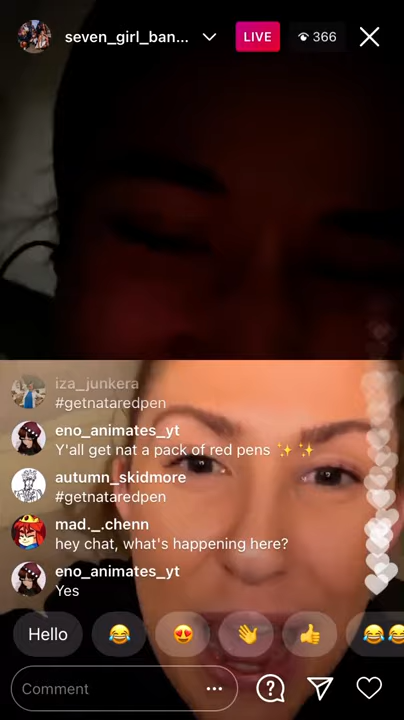 seven_girl_ban...
LIVE
366
iza_junkera
#getnataredpen
eno_animates_yt
Y'all get nat a pack of red pens ✨ ✨
autumn_skidmore
#getnataredpen
mad._.chenn
hey chat, what's happening here?
eno_animates_yt
Yes
Hello
Comment